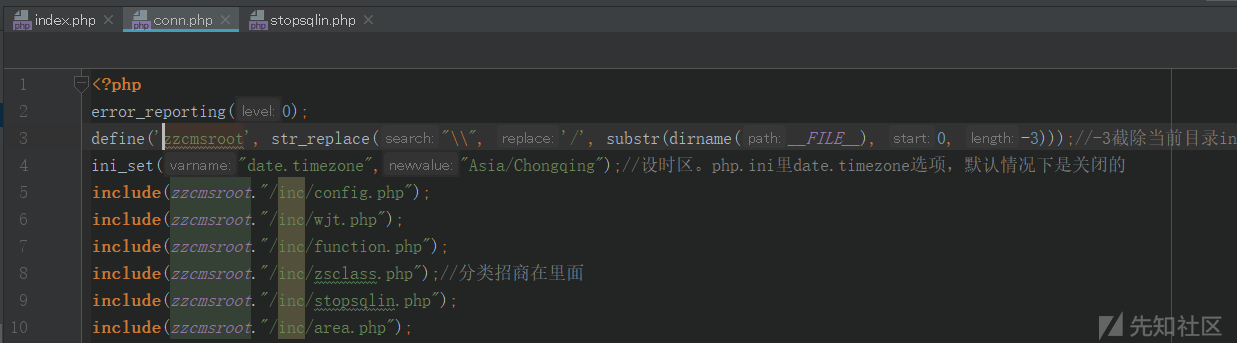 index.php conn.php stopsqlin.php
1 <?php
2 error_reporting( level: 0);
3 define('zzcmsroot', str_replace( search: "\\", replace: '/', substr(dirname( path: __FILE__), start: 0, length: -3)));//-3截除当前目录in
4 ini_set( varname: "date.timezone", newvalue: "Asia/Chongqing");//设时区。php.ini里date.timezone选项，默认情况下是关闭的
5 include(zzcmsroot."/inc/config.php");
6 include(zzcmsroot."/inc/wjt.php");
7 include(zzcmsroot."/inc/function.php");
8 include(zzcmsroot."/inc/zsclass.php");//分类招商在里面
9 include(zzcmsroot."/inc/stopsqlin.php");
10 include(zzcmsroot."/inc/area.php");
先知社区